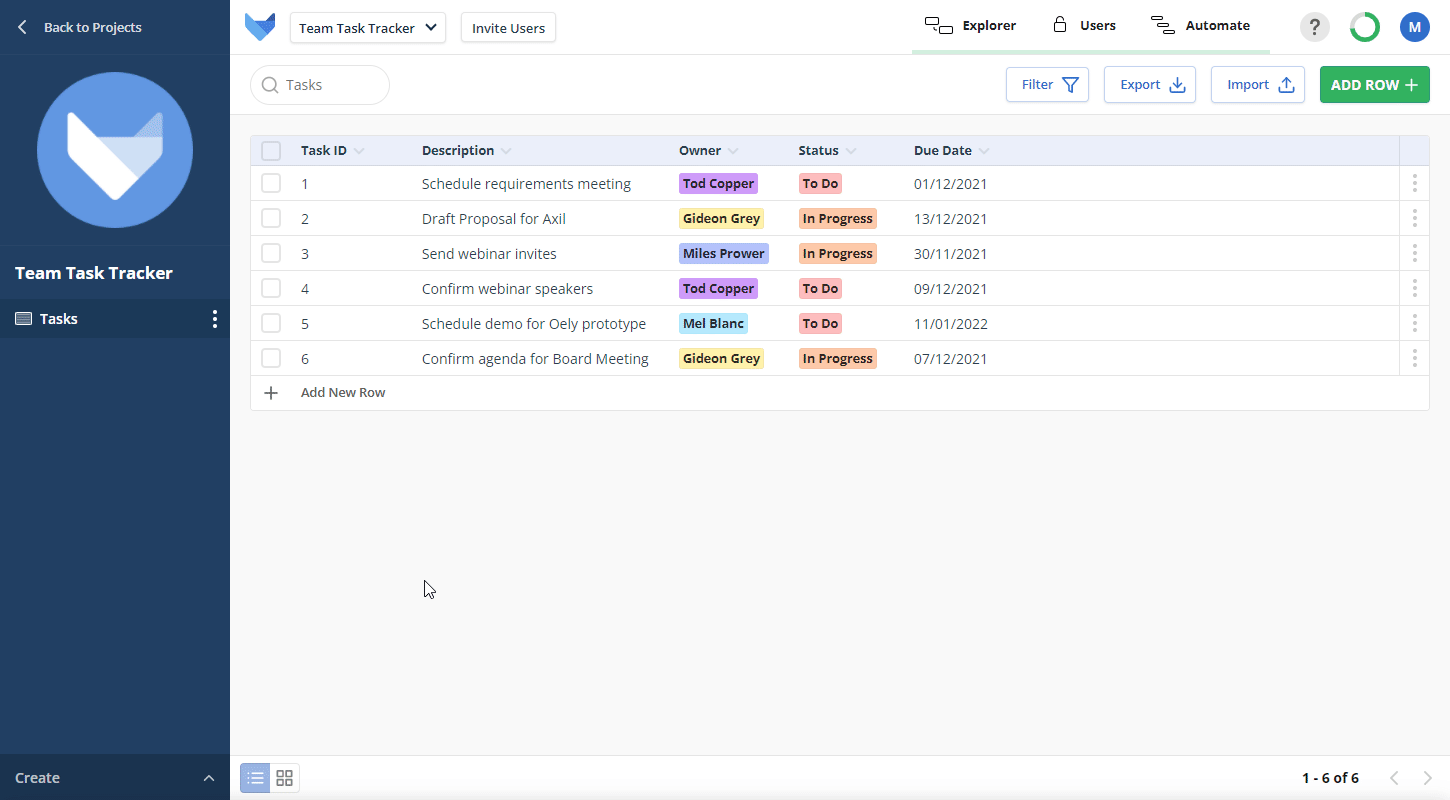 Back to Projects
Team Task Tracker
Tasks
Create
Team Task Tracker
Invite Users
Explorer
Users
Automate
?
M
Tasks
Filter
Export
Import
ADD ROW
Task ID Description Owner Status Due Date
1 Schedule requirements meeting Tod Copper To Do 01/12/2021
2 Draft Proposal for Axil Gideon Grey In Progress 13/12/2021
3 Send webinar invites Miles Prower In Progress 30/11/2021
4 Confirm webinar speakers Tod Copper To Do 09/12/2021
5 Schedule demo for Oely prototype Mel Blanc To Do 11/01/2022
6 Confirm agenda for Board Meeting Gideon Grey In Progress 07/12/2021
Add New Row
1 - 6 of 6